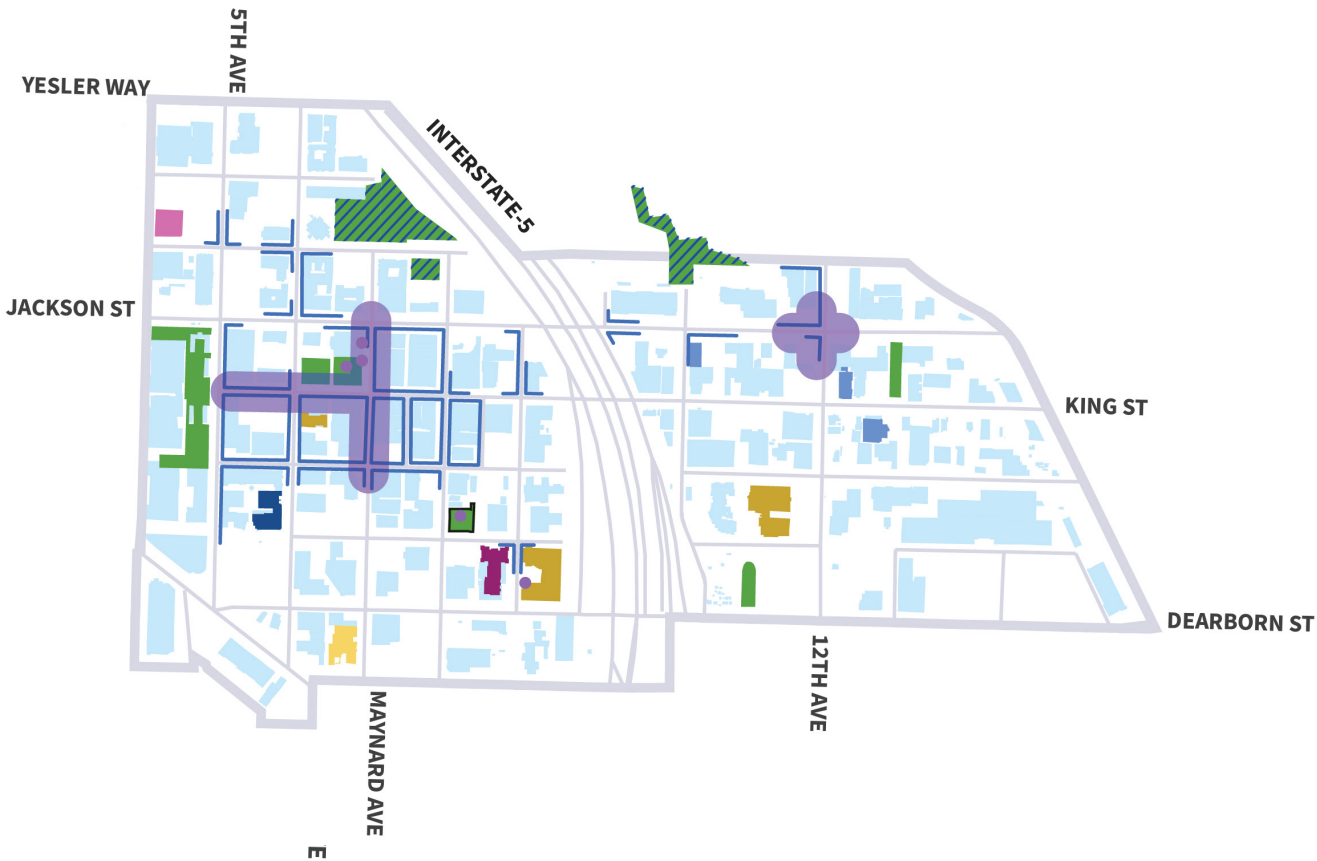 5TH AVE
YESLER WAY
INTERSTATE-5
JACKSON ST
KING ST
DEARBORN ST
12TH AVE
MAYNARD AVE
E